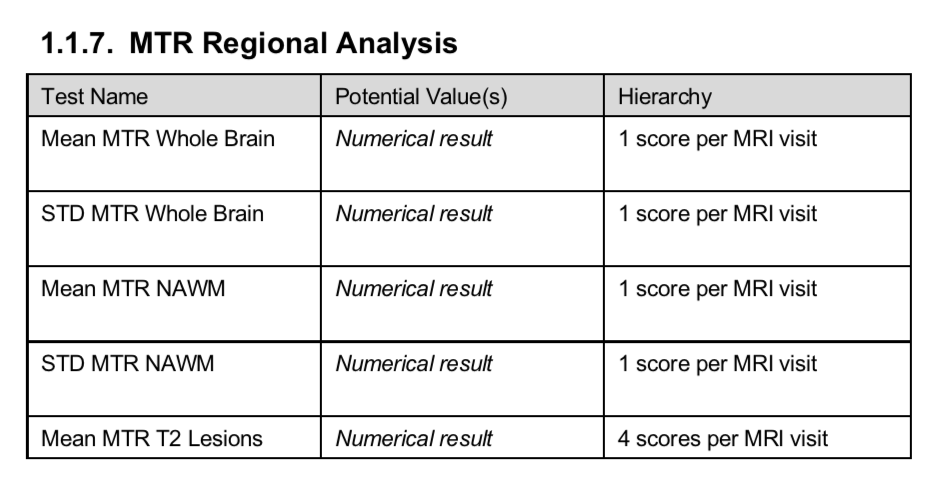 1.1.7. MTR Regional Analysis
Test Name Potential Value(s) Hierarchy
Mean MTR Whole Brain Numerical result 1 score per MRI visit
STD MTR Whole Brain Numerical result 1 score per MRI visit
Mean MTR NAWM Numerical result 1 score per MRI visit
STD MTR NAWM Numerical result 1 score per MRI visit
Mean MTR T2 Lesions Numerical result 4 scores per MRI visit